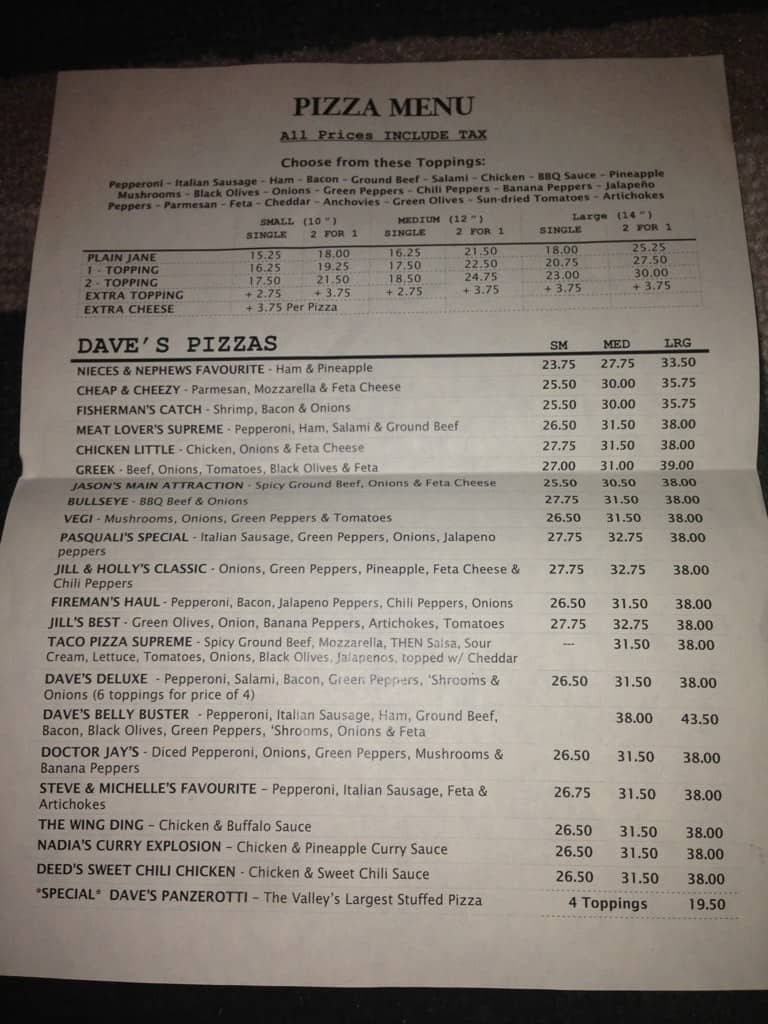 PIZZA MENU
All Prices INCLUDE TAX
Choose from these Toppings:
Pepperoni - Italian Sausage - Ham - Bacon - Ground Beef - Salami - Chicken - BBQ Sauce - Pineapple
Mushrooms - Black Olives - Onions - Green Peppers - Chili Peppers - Banana Peppers - Jalapeño
Peppers - Parmesan - Feta - Cheddar - Anchovies - Green Olives - Sun-dried Tomatoes - Artichokes
SMALL (10 ") MEDIUM (12 ") Large (14 ")
SINGLE 2 FOR 1 SINGLE 2 FOR 1 SINGLE 2 FOR 1
PLAIN JANE 15.25 18.00 16.25 21.50 18.00 25.25
1 - TOPPING 16.25 19.25 17.50 22.50 20.75 27.50
2 - TOPPING 17.50 21.50 18.50 24.75 23.00 30.00
EXTRA TOPPING + 2.75 + 3.75 + 2.75 + 3.75 + 3.75 + 3.75
EXTRA CHEESE + 3.75 Per Pizza
DAVE'S PIZZAS SM MED LRG
NIECES & NEPHEWS FAVOURITE - Ham & Pineapple 23.75 27.75 33.50
CHEAP & CHEEZY - Parmesan, Mozzarella & Feta Cheese 25.50 30.00 35.75
FISHERMAN'S CATCH - Shrimp, Bacon & Onions 25.50 30.00 35.75
MEAT LOVER'S SUPREME - Pepperoni, Ham, Salami & Ground Beef 26.50 31.50 38.00
CHICKEN LITTLE - Chicken, Onions & Feta Cheese 27.75 31.50 38.00
GREEK - Beef, Onions, Tomatoes, Black Olives & Feta 27.00 31.00 39.00
JASON'S MAIN ATTRACTION - Spicy Ground Beef, Onions & Feta Cheese 25.50 30.50 38.00
BULLSEYE - BBQ Beef & Onions 27.75 31.50 38.00
VEGI - Mushrooms, Onions, Green Peppers & Tomatoes 26.50 31.50 38.00
PASQUALI'S SPECIAL - Italian Sausage, Green Peppers, Onions, Jalapeno 27.75 32.75 38.00
peppers
JILL & HOLLY'S CLASSIC - Onions, Green Peppers, Pineapple, Feta Cheese & 27.75 32.75 38.00
Chili Peppers
FIREMAN'S HAUL - Pepperoni, Bacon, Jalapeno Peppers, Chili Peppers, Onions 26.50 31.50 38.00
JILL'S BEST - Green Olives, Onion, Banana Peppers, Artichokes, Tomatoes 27.75 32.75 38.00
TACO PIZZA SUPREME - Spicy Ground Beef, Mozzarella, THEN Salsa, Sour --- 31.50 38.00
Cream, Lettuce, Tomatoes, Onions, Black Olives, Jalapenos, topped w/ Cheddar
DAVE'S DELUXE - Pepperoni, Salami, Bacon, Green Peppers, 'Shrooms & 26.50 31.50 38.00
Onions (6 toppings for price of 4)
DAVE'S BELLY BUSTER - Pepperoni, Italian Sausage, Ham, Ground Beef, 38.00 43.50
Bacon, Black Olives, Green Peppers, 'Shrooms, Onions & Feta
DOCTOR JAY'S - Diced Pepperoni, Onions, Green Peppers, Mushrooms & 26.50 31.50 38.00
Banana Peppers
STEVE & MICHELLE'S FAVOURITE – Pepperoni, Italian Sausage, Feta & 26.75 31.50 38.00
Artichokes
THE WING DING – Chicken & Buffalo Sauce 26.50 31.50 38.00
NADIA'S CURRY EXPLOSION – Chicken & Pineapple Curry Sauce 26.50 31.50 38.00
DEED'S SWEET CHILI CHICKEN - Chicken & Sweet Chili Sauce 26.50 31.50 38.00
*SPECIAL* DAVE'S PANZEROTTI – The Valley's Largest Stuffed Pizza 4 Toppings 19.50